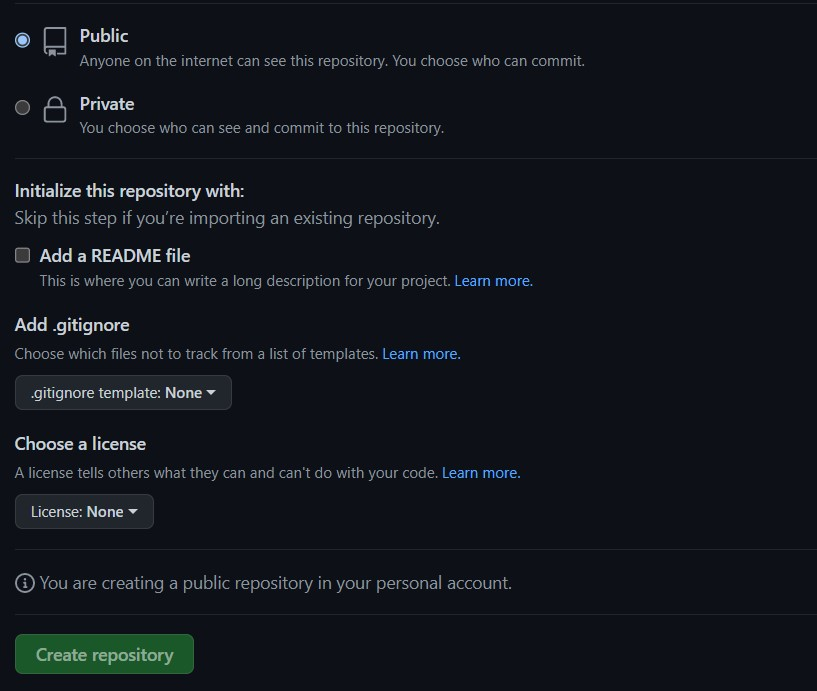 Public
Anyone on the internet can see this repository. You choose who can commit.
Private
You choose who can see and commit to this repository.
Initialize this repository with:
Skip this step if you’re importing an existing repository.
Add a README file
This is where you can write a long description for your project. Learn more.
Add .gitignore
Choose which files not to track from a list of templates. Learn more.
.gitignore template: None
Choose a license
A license tells others what they can and can't do with your code. Learn more.
License: None
You are creating a public repository in your personal account.
Create repository